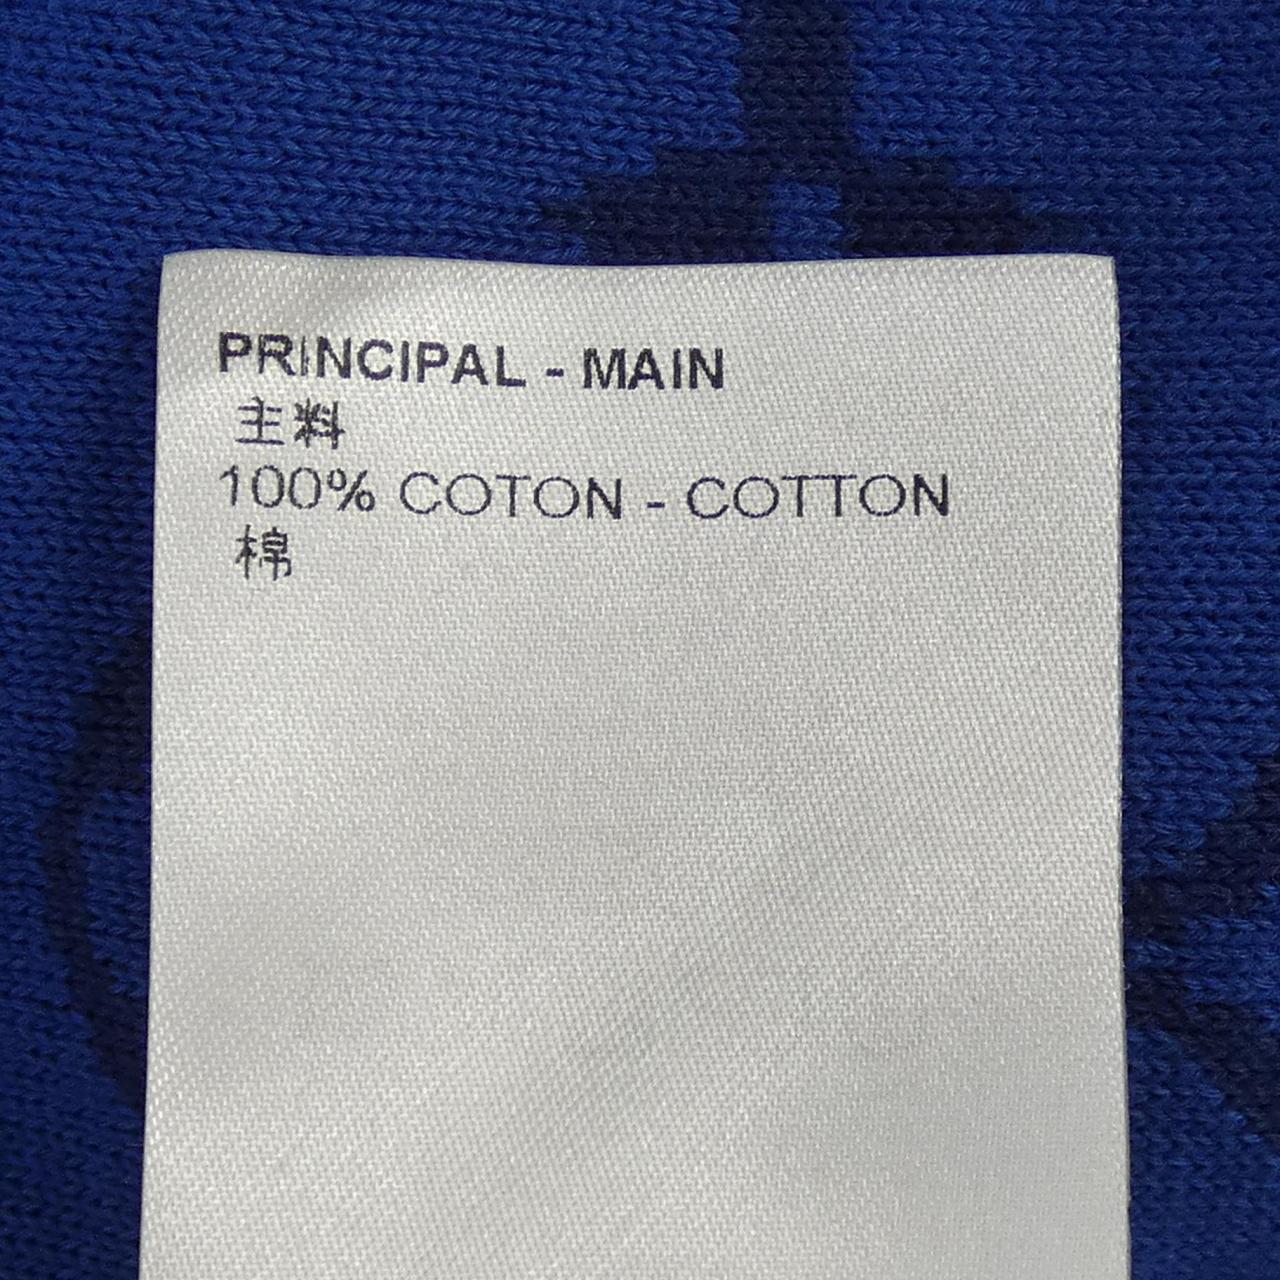 PRINCIPAL - MAIN
主料
100% COTON - COTTON
棉